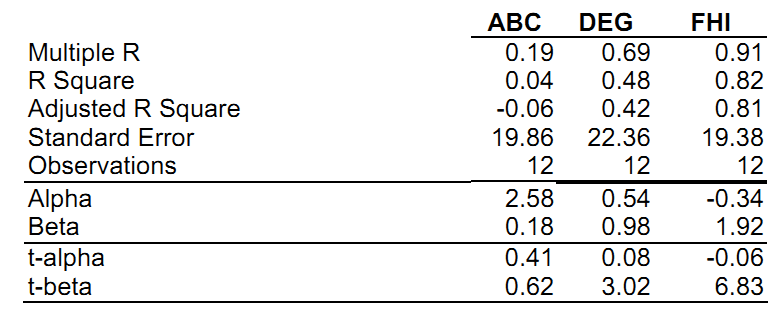 ABC DEG FHI
Multiple R 0.19 0.69 0.91
R Square 0.04 0.48 0.82
Adjusted R Square -0.06 0.42 0.81
Standard Error 19.86 22.36 19.38
Observations 12 12 12
Alpha 2.58 0.54 -0.34
Beta 0.18 0.98 1.92
t-alpha 0.41 0.08 -0.06
t-beta 0.62 3.02 6.83